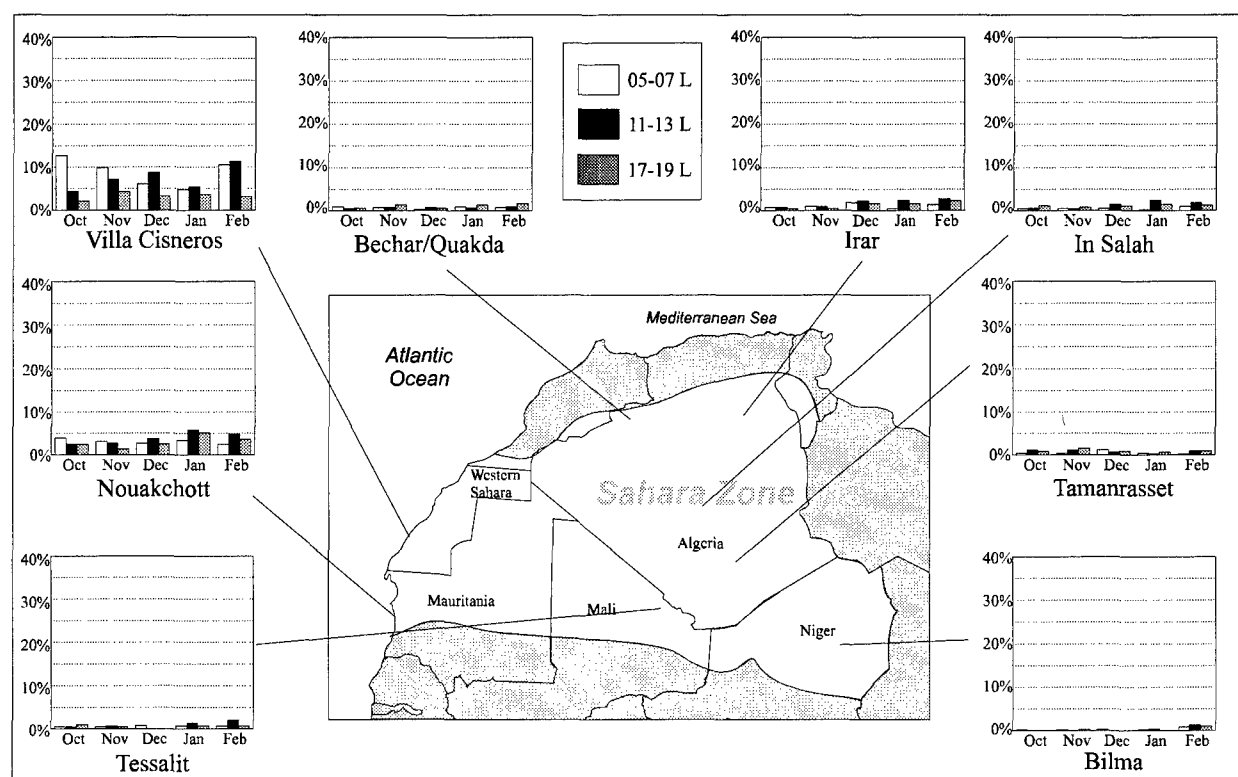 40%
30%
20%
10%
0%
Oct Nov Dec Jan Feb
Villa Cisneros
40%
30%
20%
10%
0%
Oct Nov Dec Jan Feb
Bechar/Quakda
05-07 L
11-13 L
17-19 L
40%
30%
20%
10%
0%
Oct Nov Dec Jan Feb
Irar
40%
30%
20%
10%
0%
Oct Nov Dec Jan Feb
In Salah
40%
30%
20%
10%
0%
Oct Nov Dec Jan Feb
Nouakchott
Mediterranean Sea
Atlantic
Ocean
Western
Sahara
Sahara Zone
Algeria
Mauritania
Mali
Niger
40%
30%
20%
10%
0%
Oct Nov Dec Jan Feb
Tamanrasset
40%
30%
20%
10%
0%
Oct Nov Dec Jan Feb
Tessalit
40%
30%
20%
10%
0%
Oct Nov Dec Jan Feb
Bilma